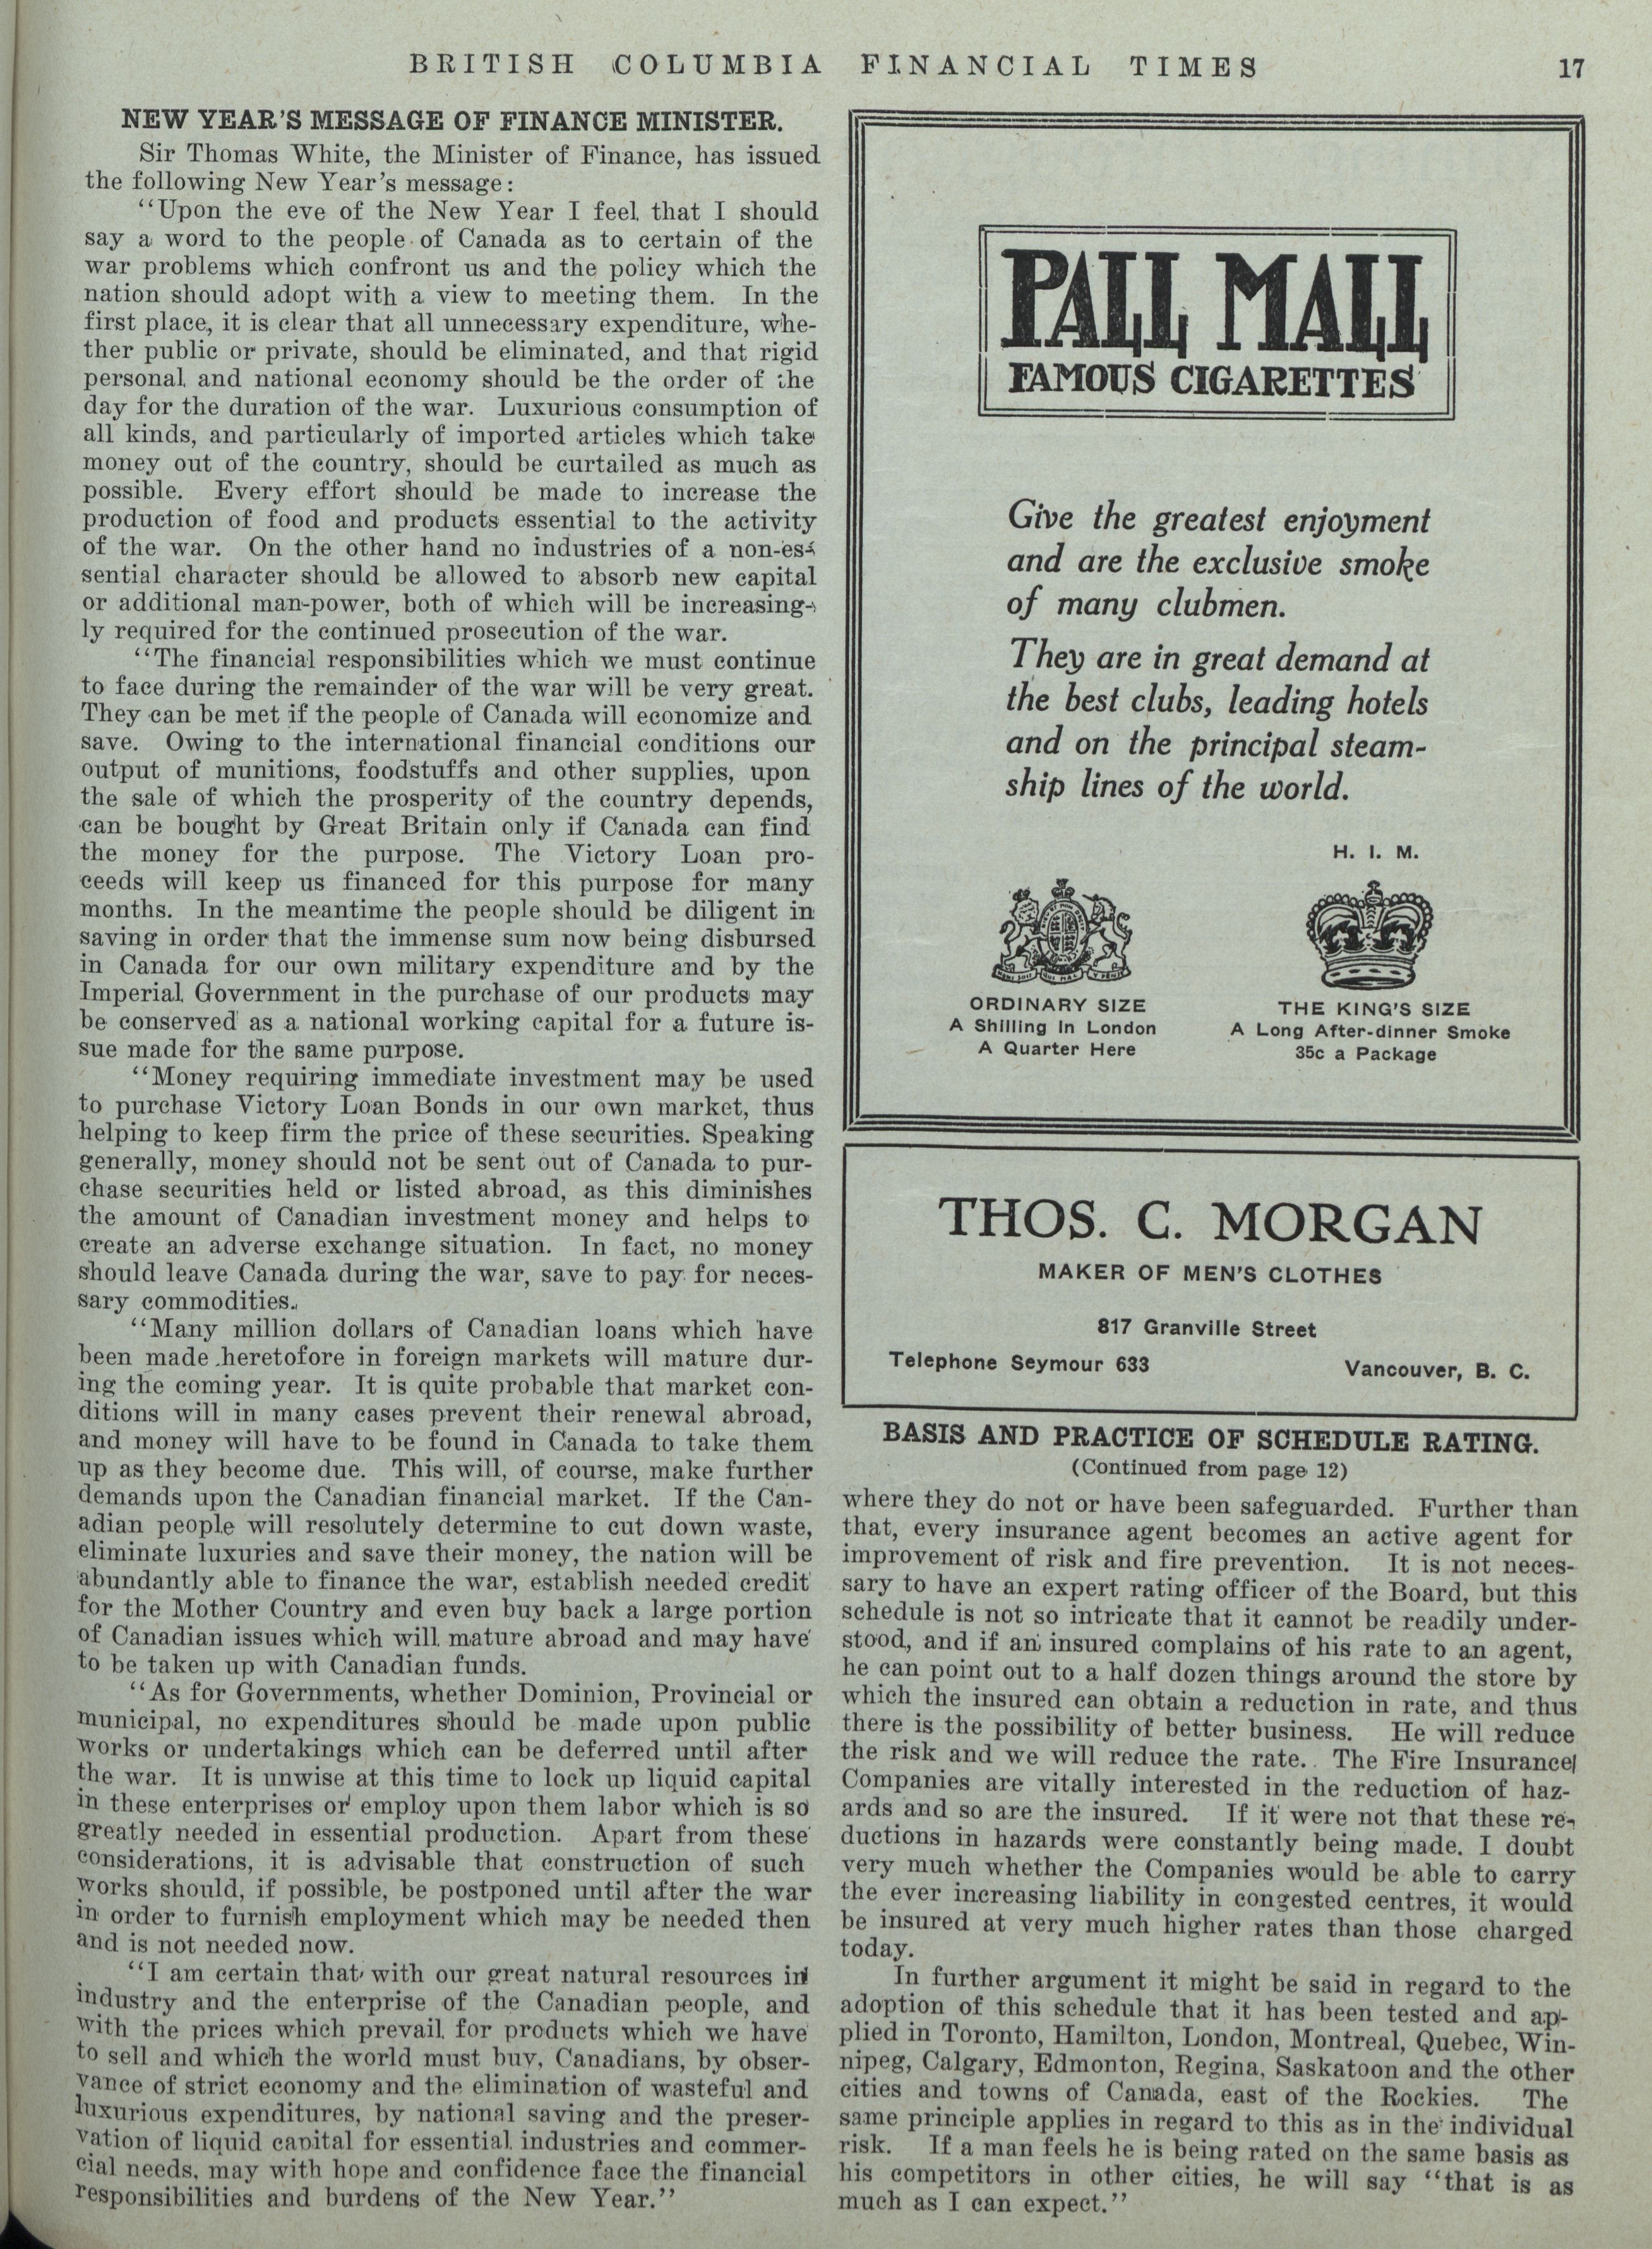 BRITISH COLUMBIA FINANCIAL TIMES 17
NEW YEAR'S MESSAGE OF FINANCE MINISTER.
Sir Thomas White, the Minister of Finance, has issued
the following New Year's message:
"Upon the eve of the New Year I feel that I should
say a word to the people of Canada as to certain of the
war problems which confront us and the policy which the
nation should adopt with a view to meeting them. In the
first place, it is clear that all unnecessary expenditure, whe-
ther public or private, should be eliminated, and that rigid
personal and national economy should be the order of the
day for the duration of the war. Luxurious consumption of
all kinds, and particularly of imported articles which take
money out of the country, should be curtailed as much as
possible. Every effort should be made to increase the
production of food and products essential to the activity
of the war. On the other hand no industries of a non-es-
sential character should be allowed to absorb new capital
or additional man-power, both of which will be increasing-
ly required for the continued prosecution of the war.
"The financial responsibilities which we must continue
to face during the remainder of the war will be very great.
They can be met if the people of Canada will economize and
save. Owing to the international financial conditions our
output of munitions, foodstuffs and other supplies, upon
the sale of which the prosperity of the country depends,
can be bought by Great Britain only if Canada can find
the money for the purpose. The Victory Loan pro-
ceeds will keep us financed for this purpose for many
months. In the meantime the people should be diligent in
saving in order that the immense sum now being disbursed
in Canada for our own military expenditure and by the
Imperial Government in the purchase of our products may
be conserved as a national working capital for a future is-
sue made for the same purpose.
"Money requiring immediate investment may be used
to purchase Victory Loan Bonds in our own market, thus
helping to keep firm the price of these securities. Speaking
generally, money should not be sent out of Canada to pur-
chase securities held or listed abroad, as this diminishes
the amount of Canadian investment money and helps to
create an adverse exchange situation. In fact, no money
should leave Canada during the war, save to pay for neces-
sary commodities.
"Many million dollars of Canadian loans which have
been made heretofore in foreign markets will mature dur-
ing the coming year. It is quite probable that market con-
ditions will in many cases prevent their renewal abroad,
and money will have to be found in Canada to take them
up as they become due. This will, of course, make further
demands upon the Canadian financial market. If the Can-
adian people will resolutely determine to cut down waste,
eliminate luxuries and save their money, the nation will be
abundantly able to finance the war, establish needed credit
for the Mother Country and even buy back a large portion
of Canadian issues which will mature abroad and may have
to be taken up with Canadian funds.
"As for Governments, whether Dominion, Provincial or
municipal, no expenditures should be made upon public
works or undertakings which can be deferred until after
the war. It is unwise at this time to lock up liquid capital
in these enterprises or employ upon them labor which is so
greatly needed in essential production. Apart from these
considerations, it is advisable that construction of such
works should, if possible, be postponed until after the war
in order to furnish employment which may be needed then
and is not needed now.
"I am certain that with our great natural resources in
industry and the enterprise of the Canadian people, and
with the prices which prevail for products which we have
to sell and which the world must buy, Canadians, by obser-
vance of strict economy and the elimination of wasteful and
luxurious expenditures, by national saving and the preser-
vation of liquid capital for essential industries and commer-
cial needs, may with hope and confidence face the financial
responsibilities and burdens of the New Year."
PALL MALL
FAMOUS CIGARETTES
Give the greatest enjoyment
and are the exclusive smoke
of many clubmen.
They are in great demand at
the best clubs, leading hotels
and on the principal steam-
ship lines of the world.
H. I. M.
ORDINARY SIZE
A Shilling in London
A Quarter Here
THE KING'S SIZE
A Long After-dinner Smoke
35c a Package
THOS. C. MORGAN
MAKER OF MEN'S CLOTHES
817 Granville Street
Telephone Seymour 633 Vancouver, B. C.
BASIS AND PRACTICE OF SCHEDULE RATING.
(Continued from page 12)
where they do not or have been safeguarded. Further than
that, every insurance agent becomes an active agent for
improvement of risk and fire prevention. It is not neces-
sary to have an expert rating officer of the Board, but this
schedule is not so intricate that it cannot be readily under-
stood, and if an insured complains of his rate to an agent,
he can point out to a half dozen things around the store by
which the insured can obtain a reduction in rate, and thus
there is the possibility of better business. He will reduce
the risk and we will reduce the rate. The Fire Insurance
Companies are vitally interested in the reduction of haz-
ards and so are the insured. If it were not that these re-
ductions in hazards were constantly being made. I doubt
very much whether the Companies would be able to carry
the ever increasing liability in congested centres, it would
be insured at very much higher rates than those charged
today.
In further argument it might be said in regard to the
adoption of this schedule that it has been tested and ap-
plied in Toronto, Hamilton, London, Montreal, Quebec, Win-
nipeg, Calgary, Edmonton, Regina, Saskatoon and the other
cities and towns of Canada, east of the Rockies. The
same principle applies in regard to this as in the individual
risk. If a man feels he is being rated on the same basis as
his competitors in other cities, he will say "that is as
much as I can expect."